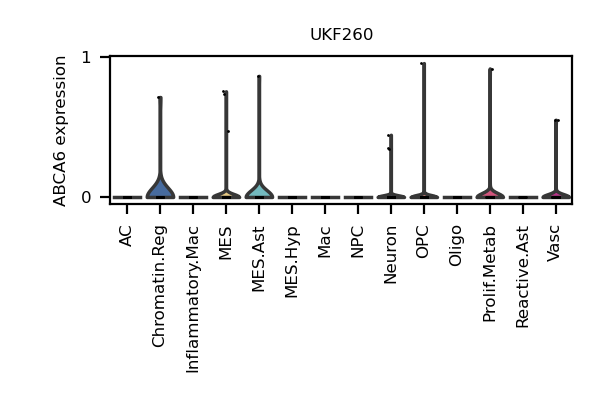 UKF260
ABCA6 expression
1
0
AC
Chromatin.Reg
Inflammatory.Mac
MES
MES.Ast
MES.Hyp
Mac
NPC
Neuron
OPC
Oligo
Prolif.Metab
Reactive.Ast
Vasc